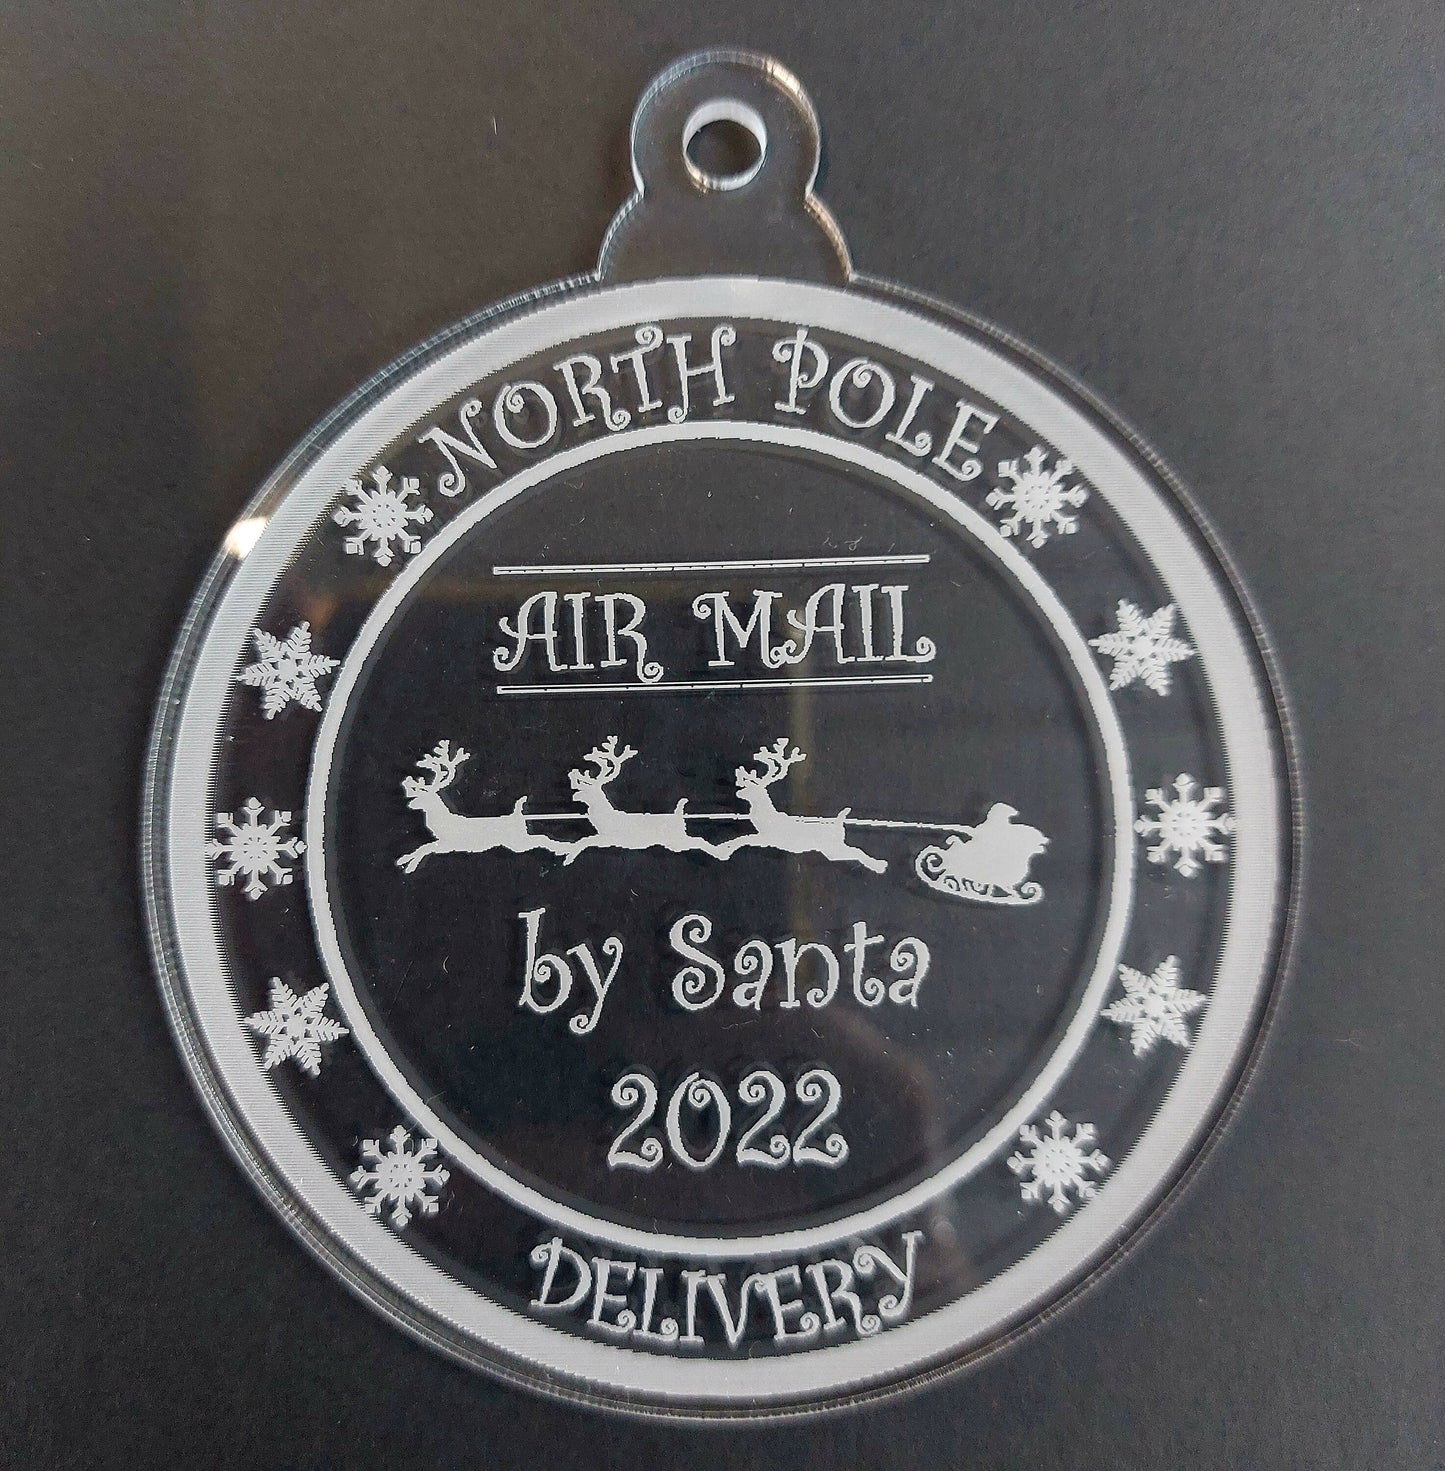 NORTH POLE
AIR MAIL
by Santa
2022
DELIVERY